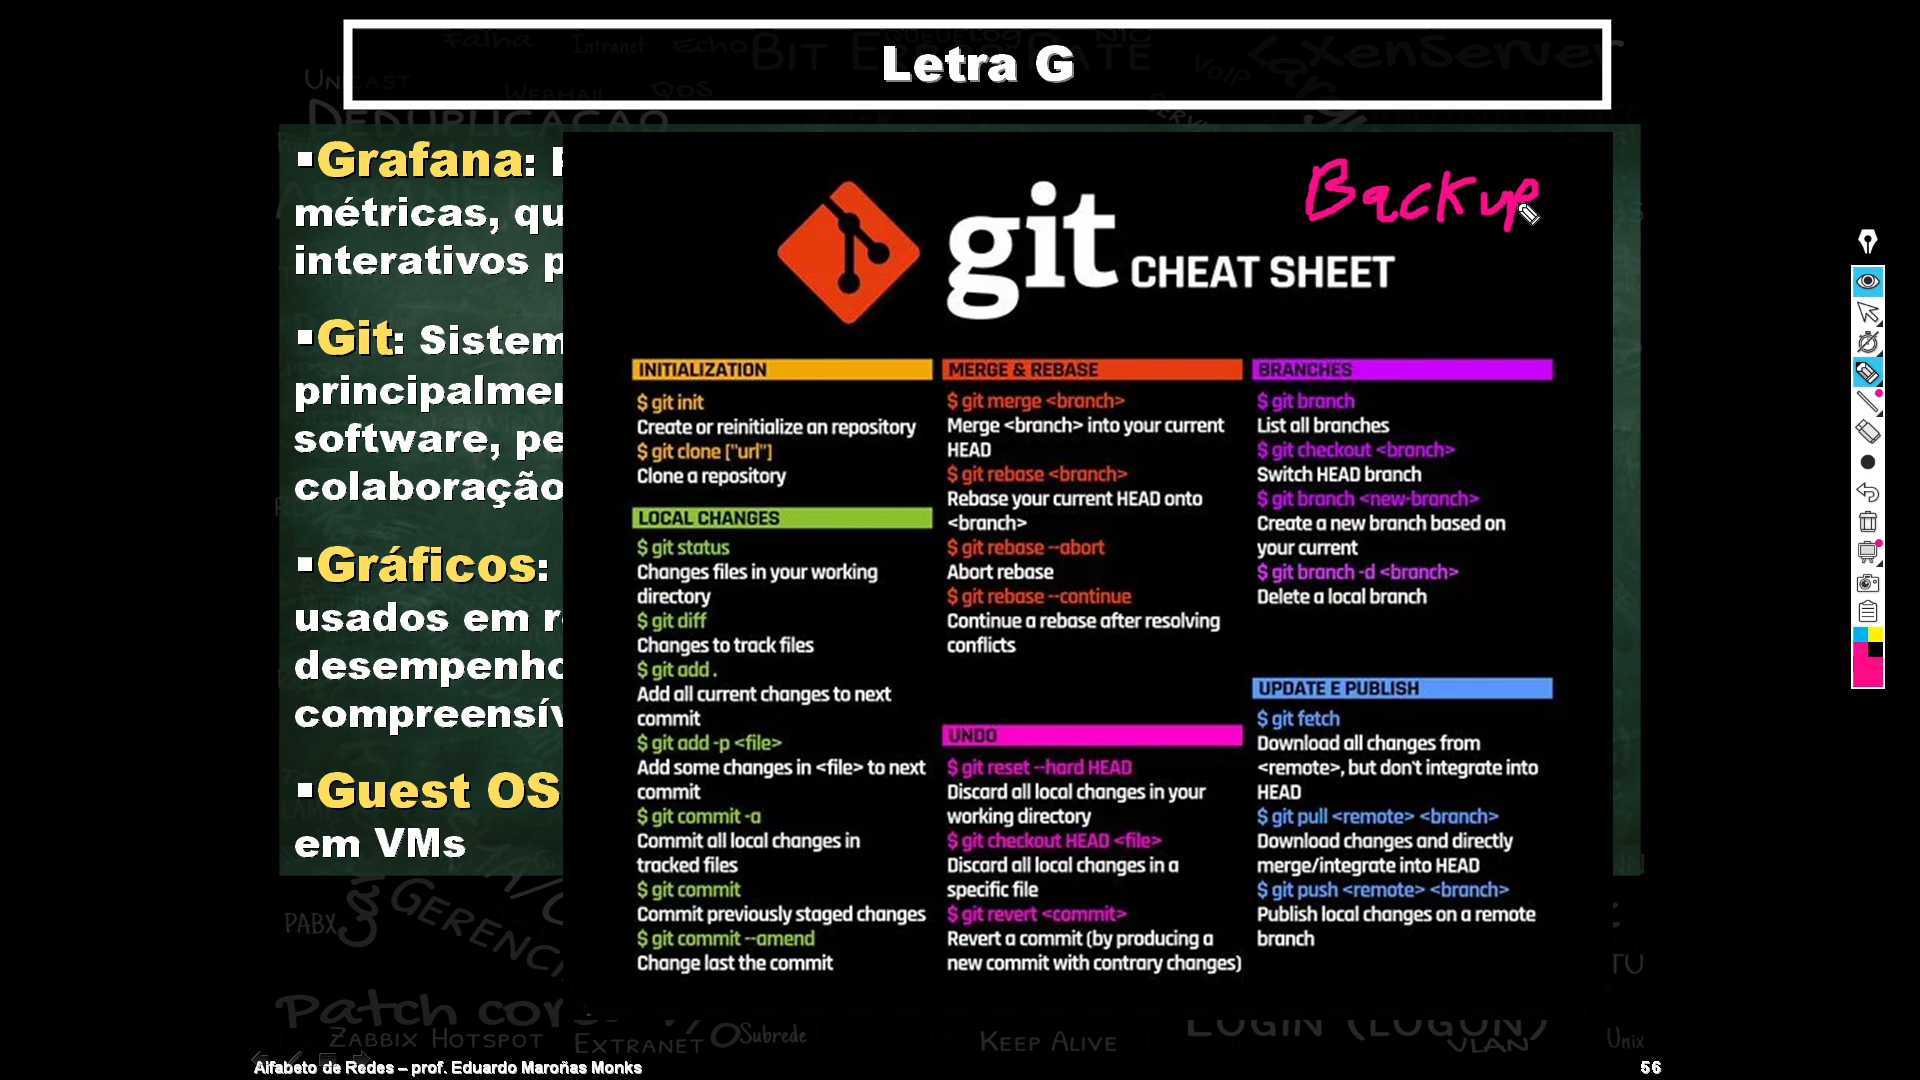 Letra G
▪Grafana:
métricas,
interativos
▪Git: Sistem
principalmen
software,
colaboração
▪Gráficos:
usados em
desempenho
compreensív
▪Guest OS
em VMs
Backup
git CHEAT SHEET
INITIALIZATION
$ git init
Create or reinitialize an repository
$ git clone ["url"]
Clone a repository
LOCAL CHANGES
$ git status
Changes files in your working
directory
$ git diff
Changes to track files
$ git add .
Add all current changes to next
commit
$ git add -p <file>
Add some changes in <file> to next
commit
$ git commit -a
Commit all local changes in
tracked files
$ git commit
Commit previously staged changes
$ git commit --amend
Change last the commit
MERGE & REBASE
$ git merge <branch>
Merge <branch> into your current
HEAD
$ git rebase <branch>
Rebase your current HEAD onto
<branch>
$ git rebase --abort
Abort rebase
$ git rebase --continue
Continue a rebase after resolving
conflicts
UNDO
$ git reset --hard HEAD
Discard all local changes in your
working directory
$ git checkout HEAD <file>
Discard all local changes in a
specific file
$ git revert <commit>
Revert a commit (by producing a
new commit with contrary changes)
BRANCHES
$ git branch
List all branches
$ git checkout <branch>
Switch HEAD branch
$ git branch <new-branch>
Create a new branch based on
your current
$ git branch -d <branch>
Delete a local branch
UPDATE E PUBLISH
$ git fetch
Download all changes from
<remote>, but don't integrate into
HEAD
$ git pull <remote> <branch>
Download changes and directly
merge/integrate into HEAD
$ git push <remote> <branch>
Publish local changes on a remote
branch
PABX
Zabbix Hotspot
Extranet
Subrede
Keep Alive
Login (Logon)
VLAN
Unix
Alfabeto de Redes – prof. Eduardo Maroñas Monks
56